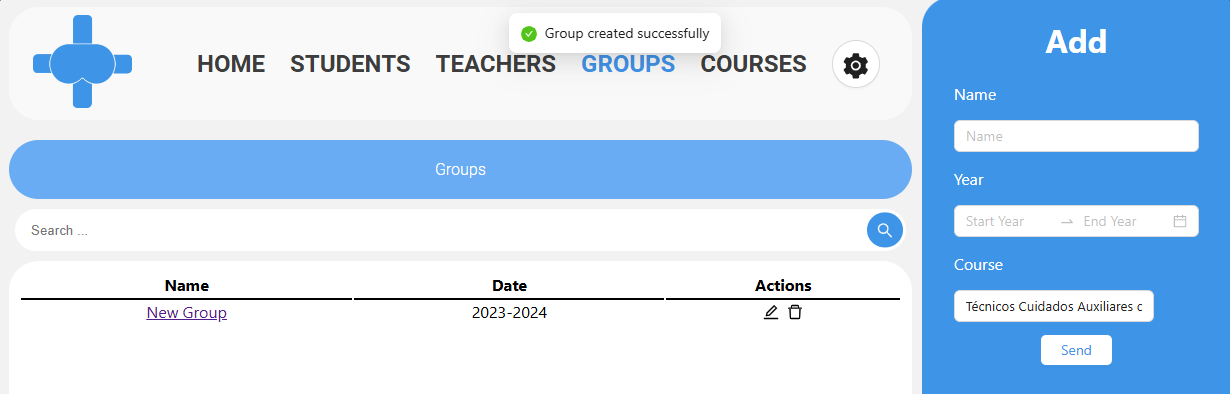 Group created successfully
HOME STUDENTS TEACHERS GROUPS COURSES
Groups
Search ...
Name Date Actions
New Group 2023-2024
Add
Name
Name
Year
Start Year End Year
Course
Técnicos Cuidados Auxiliares c
Send